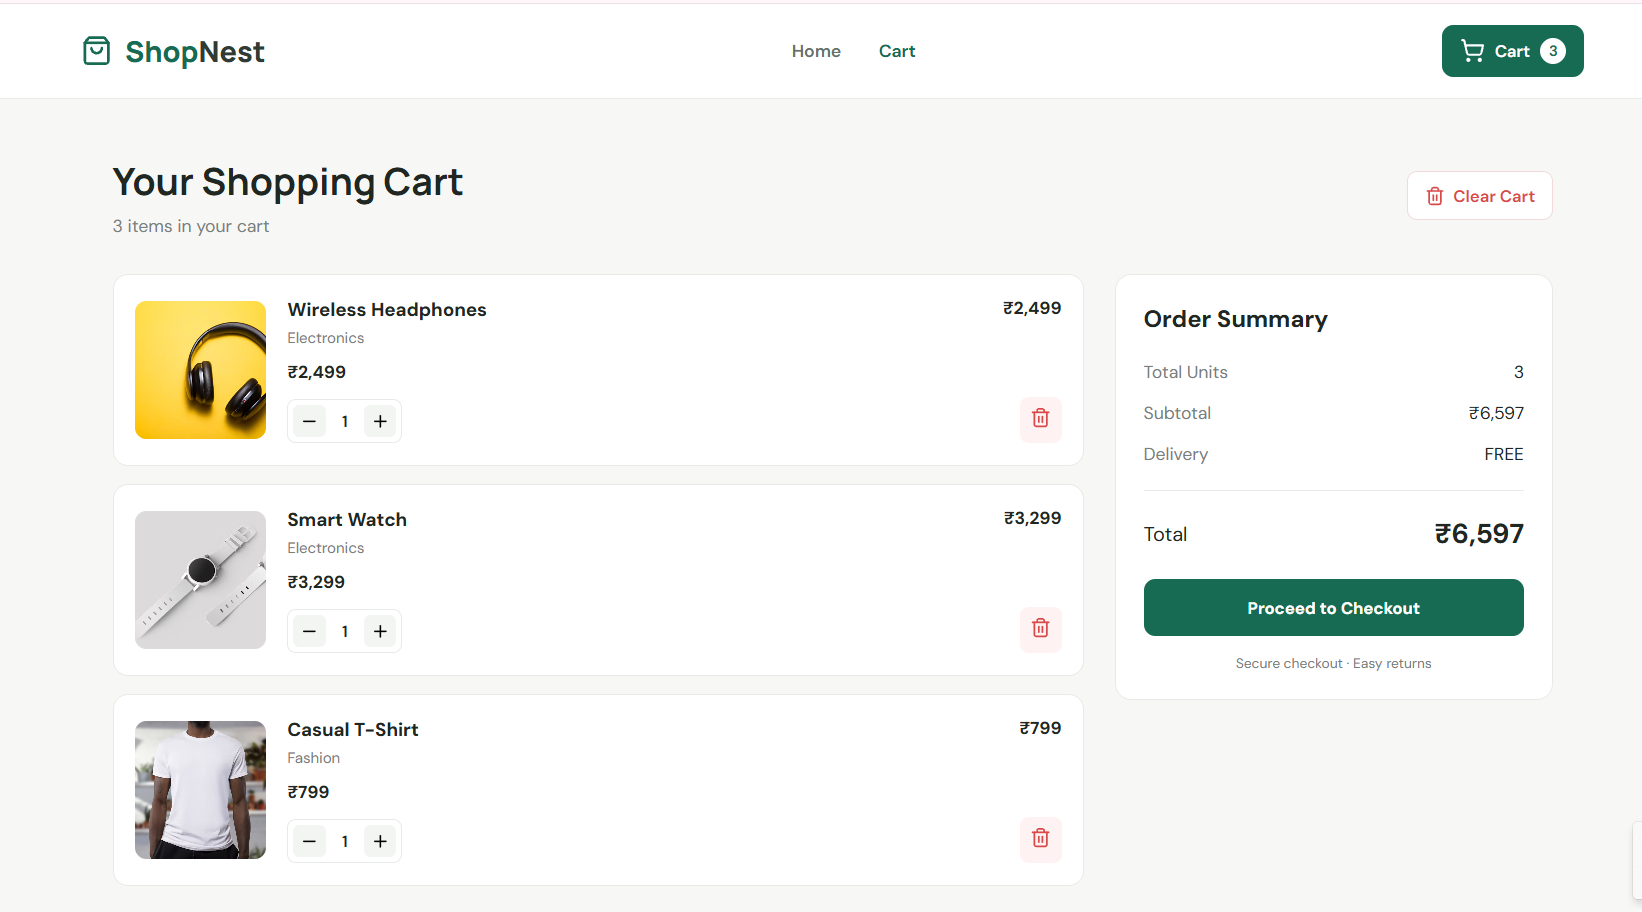 ShopNest
Home
Cart
Cart 3
Your Shopping Cart
3 items in your cart
Clear Cart
Wireless Headphones
₹2,499
Electronics
₹2,499
− 1 +
Smart Watch
₹3,299
Electronics
₹3,299
− 1 +
Casual T-Shirt
₹799
Fashion
₹799
− 1 +
Order Summary
Total Units 3
Subtotal ₹6,597
Delivery FREE
Total ₹6,597
Proceed to Checkout
Secure checkout · Easy returns